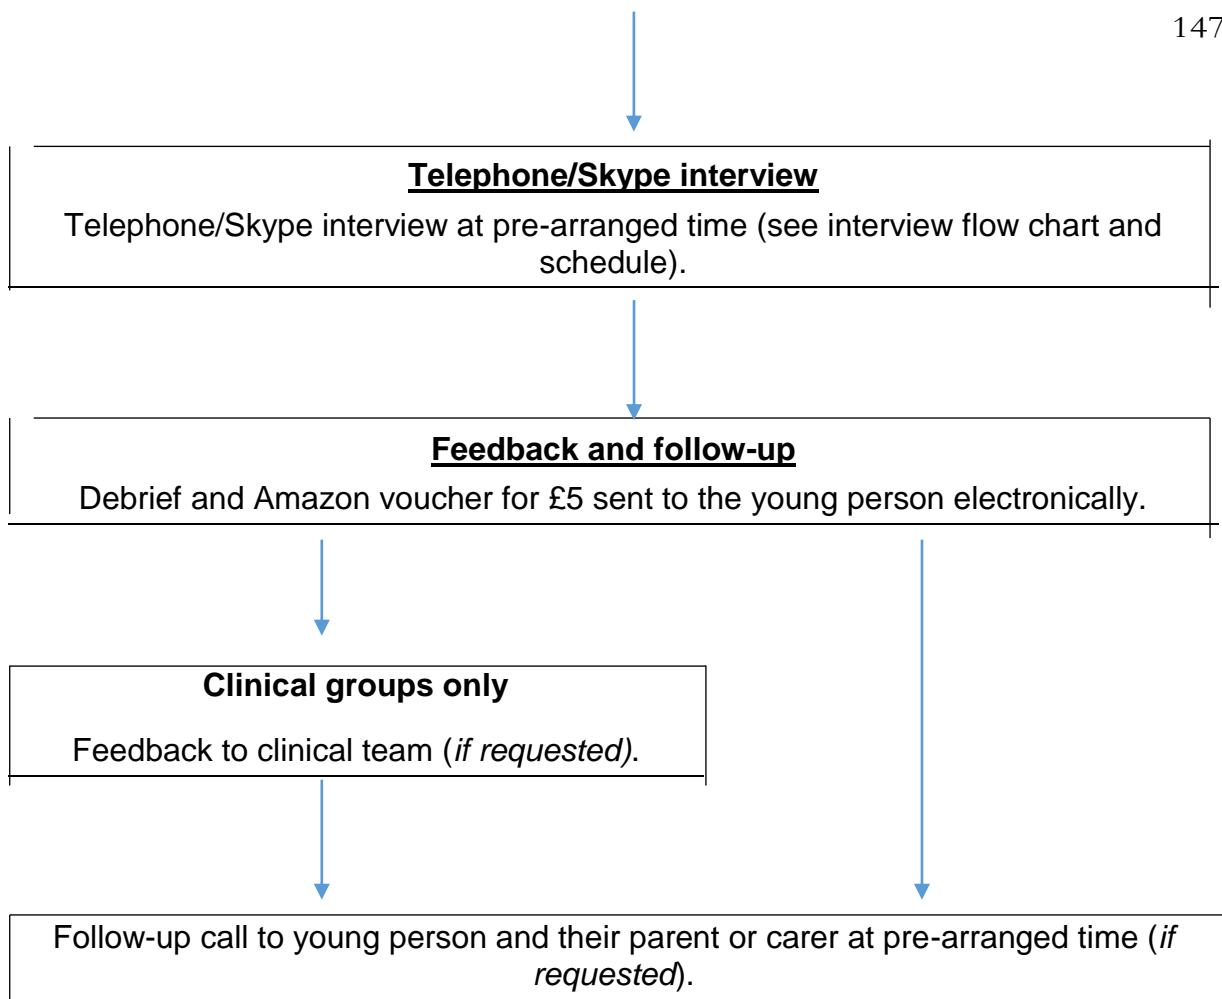 147
Telephone/Skype interview
Telephone/Skype interview at pre-arranged time (see interview flow chart and
schedule).
Feedback and follow-up
Debrief and Amazon voucher for £5 sent to the young person electronically.
Clinical groups only
Feedback to clinical team (if requested).
Follow-up call to young person and their parent or carer at pre-arranged time (if
requested).